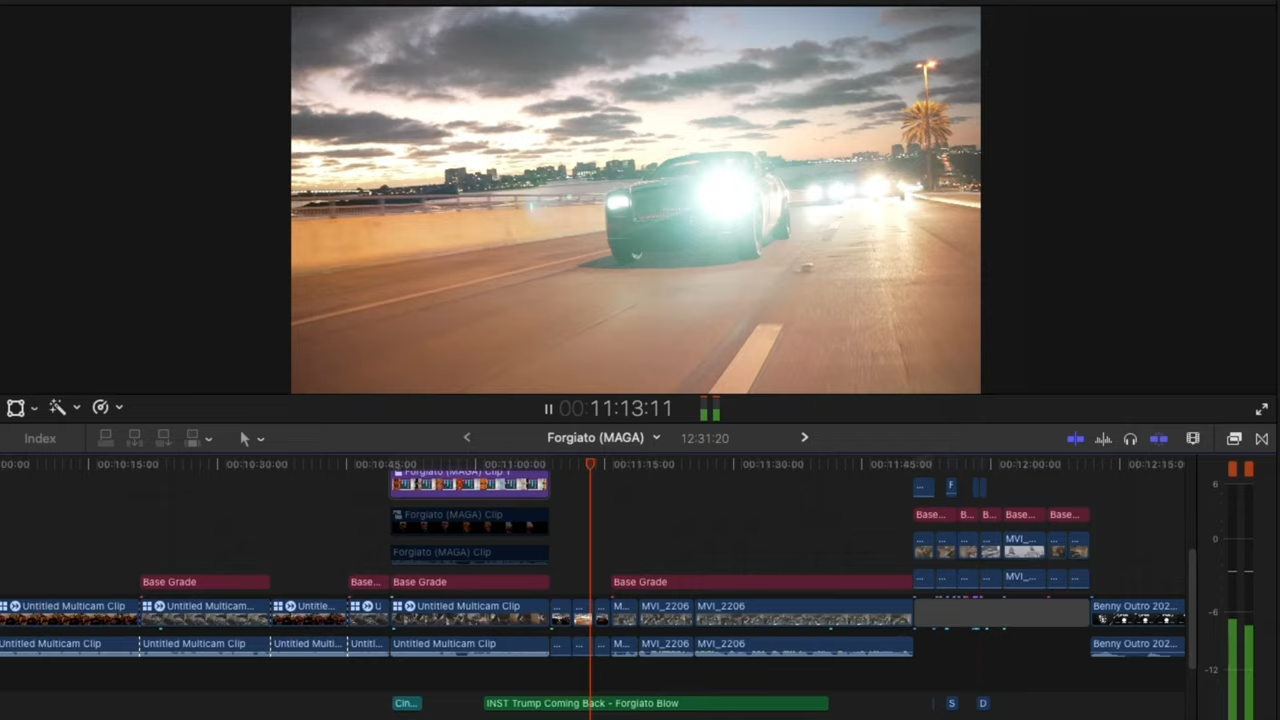 00:11:13:11
Index
Forgiato (MAGA)
12:31:20
00:00
00:10:15:00
00:10:30:00
00:10:45:00
00:11:00:00
00:11:15:00
00:11:30:00
00:11:45:00
00:12:00:00
00:12:15:0
6
0
-6
-12
Forgiato (MAGA) Clip 1
... F
Forgiato (MAGA) Clip
Base... B... B... Base... Base...
... ... ... ... MVI_... ... ...
Forgiato (MAGA) Clip
... ... ... ... MVI_... ... ...
Base Grade Base... Base Grade Base Grade
Untitled Multicam Clip Untitled Multicam... Untitle... U Untitled Multicam Clip ... ... ... M... MVI_2206 MVI_2206 Benny Outro 202...
Untitled Multicam Clip Untitled Multicam Clip Untitled Multi... Untitl... Untitled Multicam Clip ... ... ... M... MVI_2206 MVI_2206 Benny Outro 202...
Cin... INST Trump Coming Back - Forgiato Blow S D